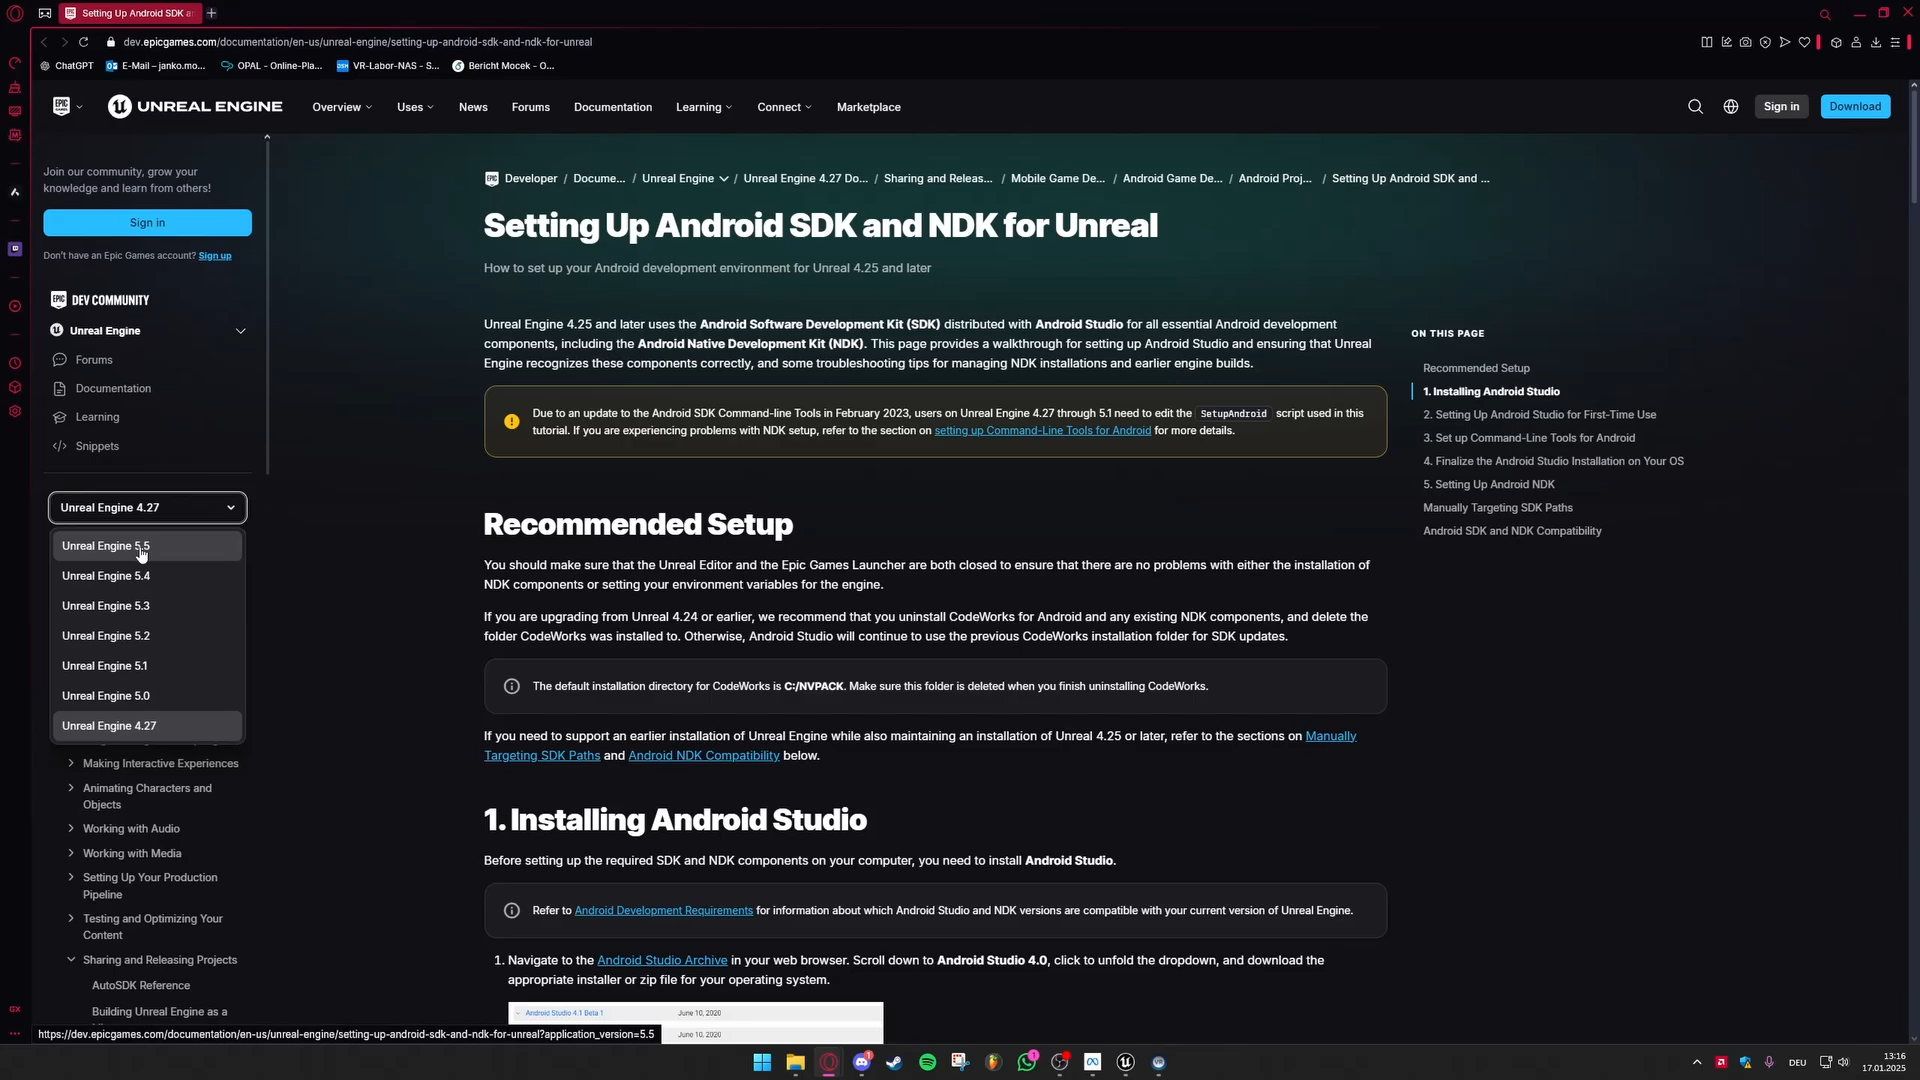 Setting Up Android SDK a
dev.epicgames.com/documentation/en-us/unreal-engine/setting-up-android-sdk-and-ndk-for-unreal
ChatGPT
E-Mail – janko.mo...
OPAL - Online-Pla...
VR-Labor-NAS - S...
Bericht Mocek - O...
EPIC GAMES
UNREAL ENGINE
Overview
Uses
News
Forums
Documentation
Learning
Connect
Marketplace
Sign in
Download
Join our community, grow your
knowledge and learn from others!
Sign in
Don't have an Epic Games account? Sign up
DEV COMMUNITY
Unreal Engine
Forums
Documentation
Learning
Snippets
Unreal Engine 4.27
Unreal Engine 5.5
Unreal Engine 5.4
Unreal Engine 5.3
Unreal Engine 5.2
Unreal Engine 5.1
Unreal Engine 5.0
Unreal Engine 4.27
Making Interactive Experiences
Animating Characters and
Objects
Working with Audio
Working with Media
Setting Up Your Production
Pipeline
Testing and Optimizing Your
Content
Sharing and Releasing Projects
AutoSDK Reference
Building Unreal Engine as a
https://dev.epicgames.com/documentation/en-us/unreal-engine/setting-up-android-sdk-and-ndk-for-unreal?application_version=5.5
Developer / Docume... / Unreal Engine / Unreal Engine 4.27 Do... / Sharing and Releas... / Mobile Game De... / Android Game De... / Android Proj... / Setting Up Android SDK and ...
Setting Up Android SDK and NDK for Unreal
How to set up your Android development environment for Unreal 4.25 and later
Unreal Engine 4.25 and later uses the Android Software Development Kit (SDK) distributed with Android Studio for all essential Android development
components, including the Android Native Development Kit (NDK). This page provides a walkthrough for setting up Android Studio and ensuring that Unreal
Engine recognizes these components correctly, and some troubleshooting tips for managing NDK installations and earlier engine builds.
Due to an update to the Android SDK Command-line Tools in February 2023, users on Unreal Engine 4.27 through 5.1 need to edit the SetupAndroid script used in this
tutorial. If you are experiencing problems with NDK setup, refer to the section on setting up Command-Line Tools for Android for more details.
Recommended Setup
You should make sure that the Unreal Editor and the Epic Games Launcher are both closed to ensure that there are no problems with either the installation of
NDK components or setting your environment variables for the engine.
If you are upgrading from Unreal 4.24 or earlier, we recommend that you uninstall CodeWorks for Android and any existing NDK components, and delete the
folder CodeWorks was installed to. Otherwise, Android Studio will continue to use the previous CodeWorks installation folder for SDK updates.
The default installation directory for CodeWorks is C:/NVPACK. Make sure this folder is deleted when you finish uninstalling CodeWorks.
If you need to support an earlier installation of Unreal Engine while also maintaining an installation of Unreal 4.25 or later, refer to the sections on Manually
Targeting SDK Paths and Android NDK Compatibility below.
1. Installing Android Studio
Before setting up the required SDK and NDK components on your computer, you need to install Android Studio.
Refer to Android Development Requirements for information about which Android Studio and NDK versions are compatible with your current version of Unreal Engine.
1. Navigate to the Android Studio Archive in your web browser. Scroll down to Android Studio 4.0, click to unfold the dropdown, and download the
appropriate installer or zip file for your operating system.
Android Studio 4.1 Beta 1
June 10, 2020
June 10, 2020
ON THIS PAGE
Recommended Setup
1. Installing Android Studio
2. Setting Up Android Studio for First-Time Use
3. Set up Command-Line Tools for Android
4. Finalize the Android Studio Installation on Your OS
5. Setting Up Android NDK
Manually Targeting SDK Paths
Android SDK and NDK Compatibility
DEU
13:16
17.01.2025